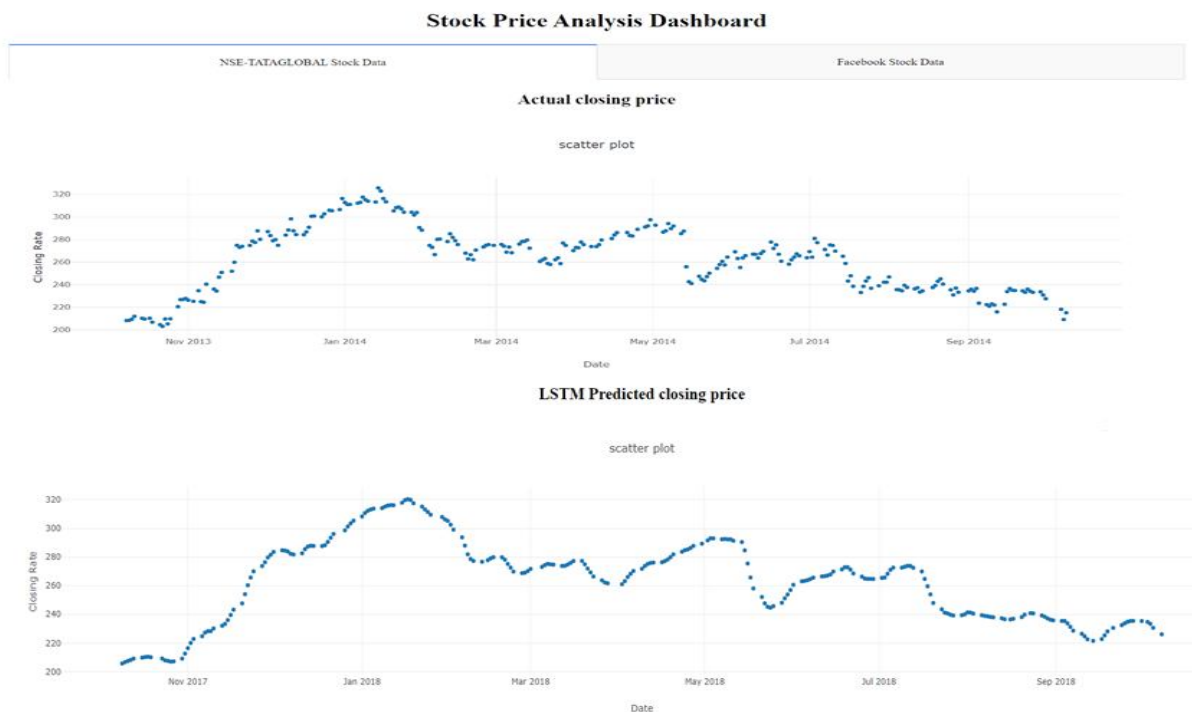 Stock Price Analysis Dashboard
NSE-TATAGLOBAL Stock Data
Facebook Stock Data
Actual closing price
scatter plot
320
300
280
260
240
220
200
Closing Rate
Nov 2013
Jan 2014
Mar 2014
May 2014
Jul 2014
Sep 2014
Date
LSTM Predicted closing price
scatter plot
320
300
280
260
240
220
200
Closing Rate
Nov 2017
Jan 2018
Mar 2018
May 2018
Jul 2018
Sep 2018
Date